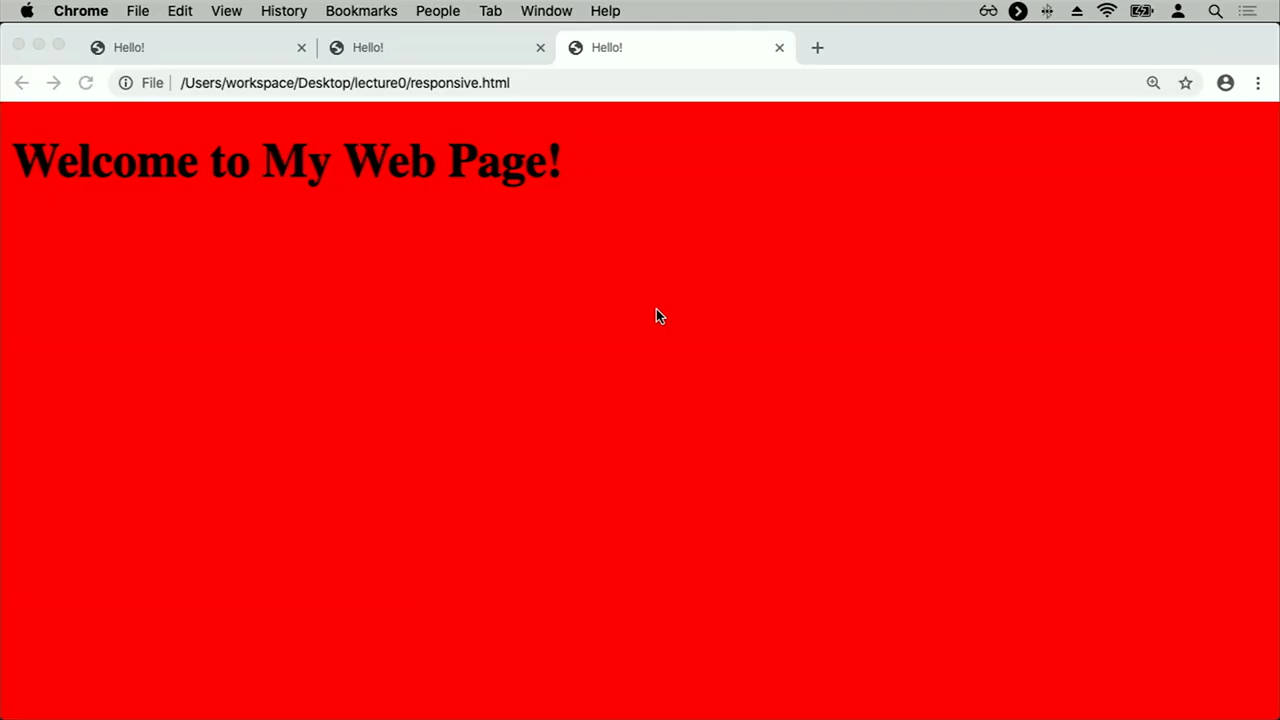 Chrome File Edit View History Bookmarks People Tab Window Help
Hello! Hello! Hello!
File /Users/workspace/Desktop/lecture0/responsive.html
Welcome to My Web Page!